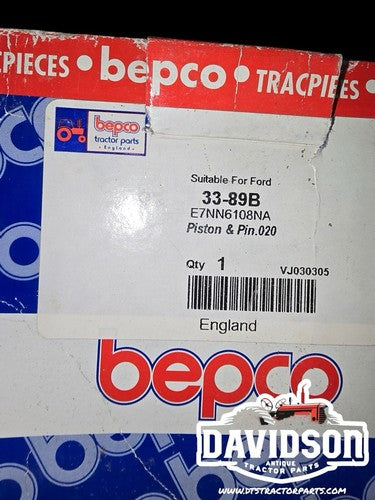 EPIECES • bepco • TRACPIECES •
bepco
tractor parts
• England •
Suitable For Ford
33-89B
E7NN6108NA
Piston & Pin.020
Qty 1
VJ030305
England
bepco
DAVIDSON
ANTIQUE
TRACTOR PARTS
WWW.DTSTRACTORPARTS.COM